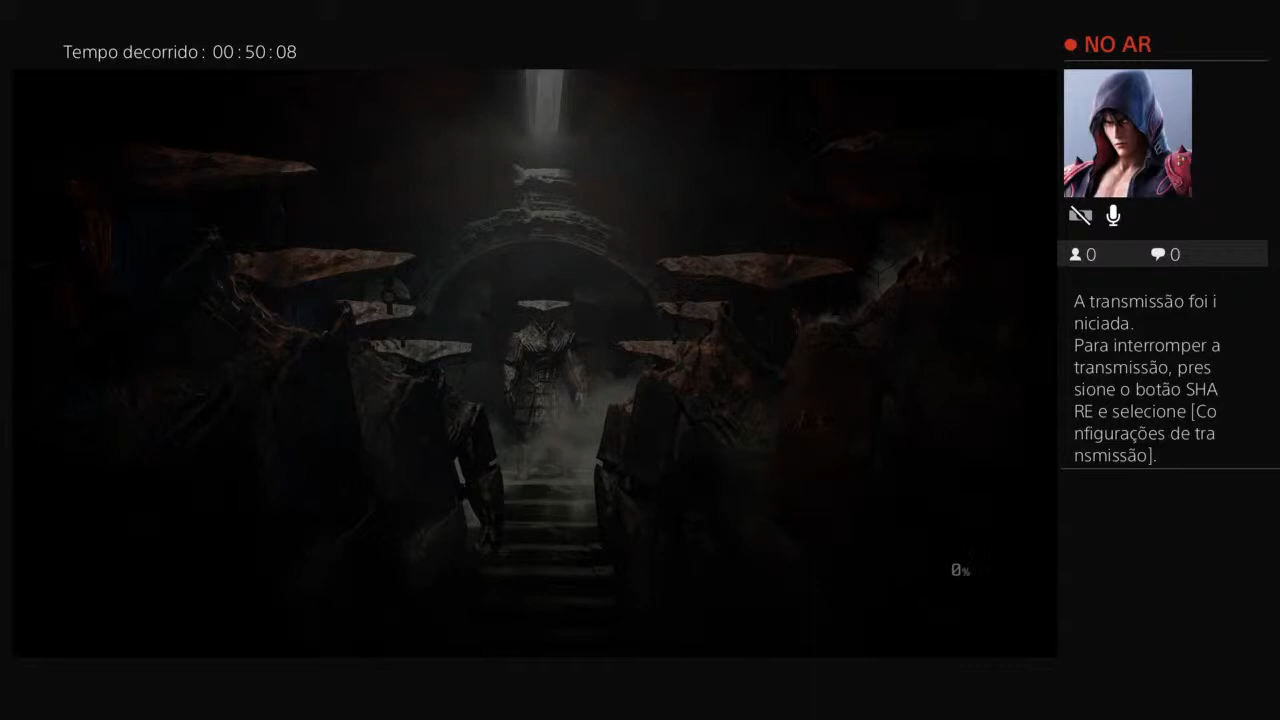 Tempo decorrido: 00:50:08
NO AR
0 0
A transmissão foi i
niciada.
Para interromper a
transmissão, pres
sione o botão SHA
RE e selecione [Co
nfigurações de tra
nsmissão].
0%